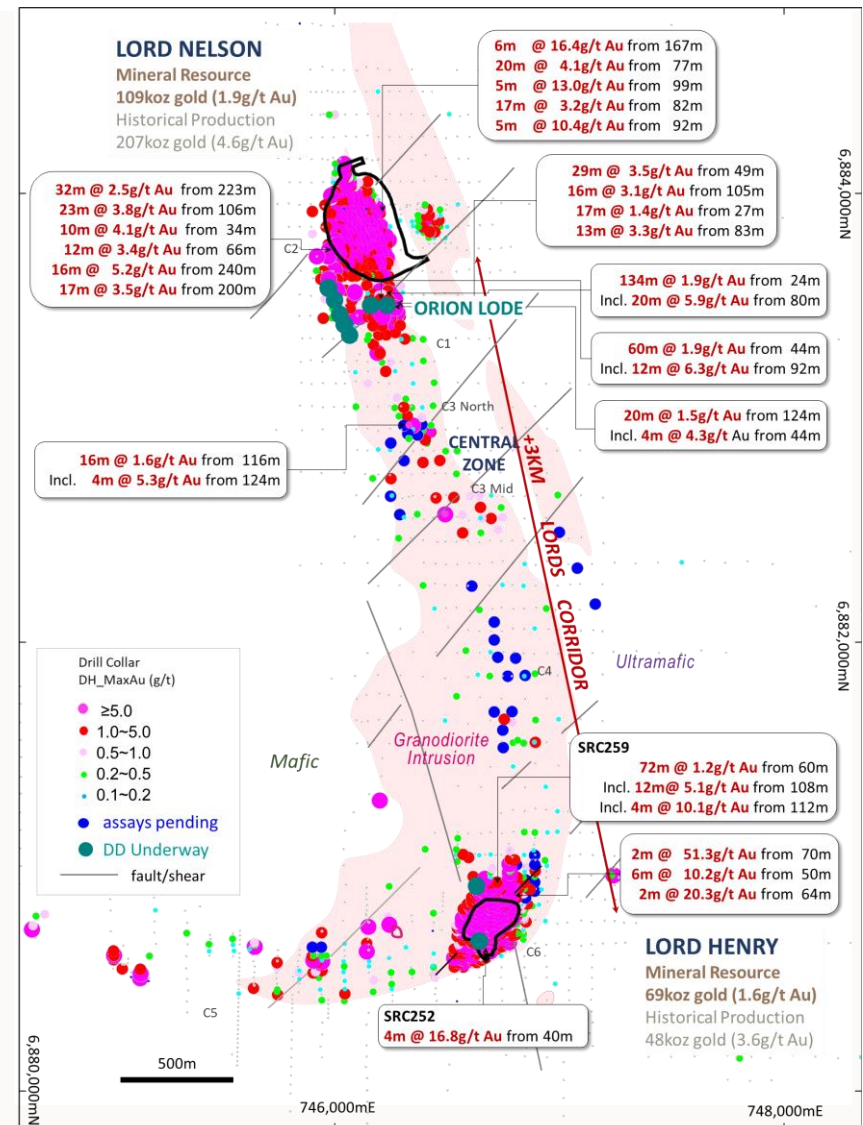 LORD NELSON
Mineral Resource
109koz gold (1.9g/t Au)
Historical Production
207koz gold (4.6g/t Au)
6m @ 16.4g/t Au from 167m
20m @ 4.1g/t Au from 77m
5m @ 13.0g/t Au from 99m
17m @ 3.2g/t Au from 82m
5m @ 10.4g/t Au from 92m
6,884,000mN
29m @ 3.5g/t Au from 49m
16m @ 3.1g/t Au from 105m
17m @ 1.4g/t Au from 27m
13m @ 3.3g/t Au from 83m
32m @ 2.5g/t Au from 223m
23m @ 3.8g/t Au from 106m
10m @ 4.1g/t Au from 34m
12m @ 3.4g/t Au from 66m
16m @ 5.2g/t Au from 240m
17m @ 3.5g/t Au from 200m
C2
134m @ 1.9g/t Au from 24m
Incl. 20m @ 5.9g/t Au from 80m
ORION LODE
C1
60m @ 1.9g/t Au from 44m
Incl. 12m @ 6.3g/t Au from 92m
C3 North
20m @ 1.5g/t Au from 124m
Incl. 4m @ 4.3g/t Au from 44m
CENTRAL
ZONE
16m @ 1.6g/t Au from 116m
Incl. 4m @ 5.3g/t Au from 124m
C3 Mid
+3KM LORDS CORRIDOR
6,882,000mN
Ultramafic
C4
Drill Collar
DH_MaxAu (g/t)
≥5.0
1.0~5.0
0.5~1.0
0.2~0.5
0.1~0.2
assays pending
DD Underway
fault/shear
Mafic
Granodiorite
Intrusion
SRC259
72m @ 1.2g/t Au from 60m
Incl. 12m@ 5.1g/t Au from 108m
Incl. 4m @ 10.1g/t Au from 112m
2m @ 51.3g/t Au from 70m
6m @ 10.2g/t Au from 50m
2m @ 20.3g/t Au from 64m
C6
LORD HENRY
Mineral Resource
69koz gold (1.6g/t Au)
Historical Production
48koz gold (3.6g/t Au)
C5
SRC252
4m @ 16.8g/t Au from 40m
6,880,000mN
500m
746,000mE
748,000mE